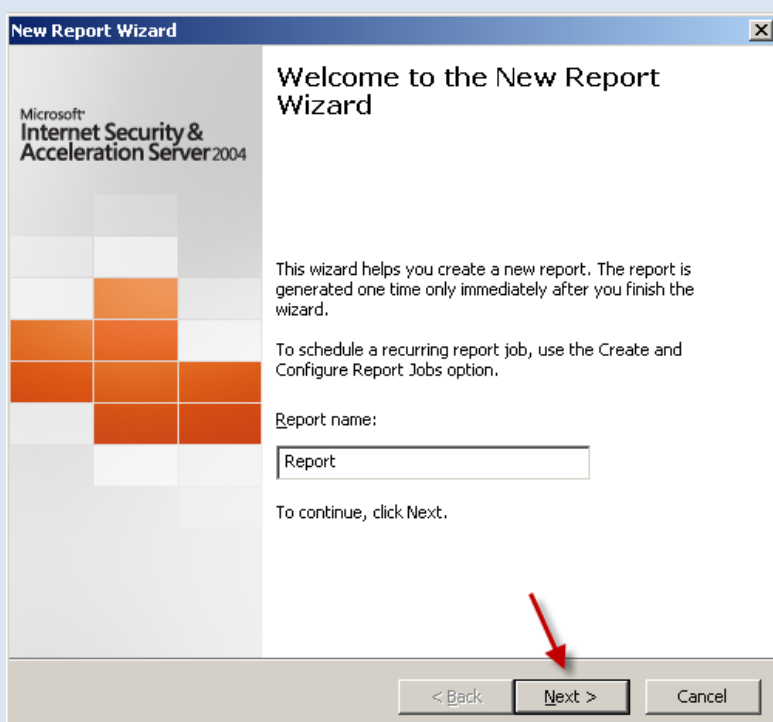 New Report Wizard
Microsoft
Internet Security &
Acceleration Server 2004
Welcome to the New Report
Wizard
This wizard helps you create a new report. The report is
generated one time only immediately after you finish the
wizard.
To schedule a recurring report job, use the Create and
Configure Report Jobs option.
Report name:
Report
To continue, click Next.
< Back
Next >
Cancel